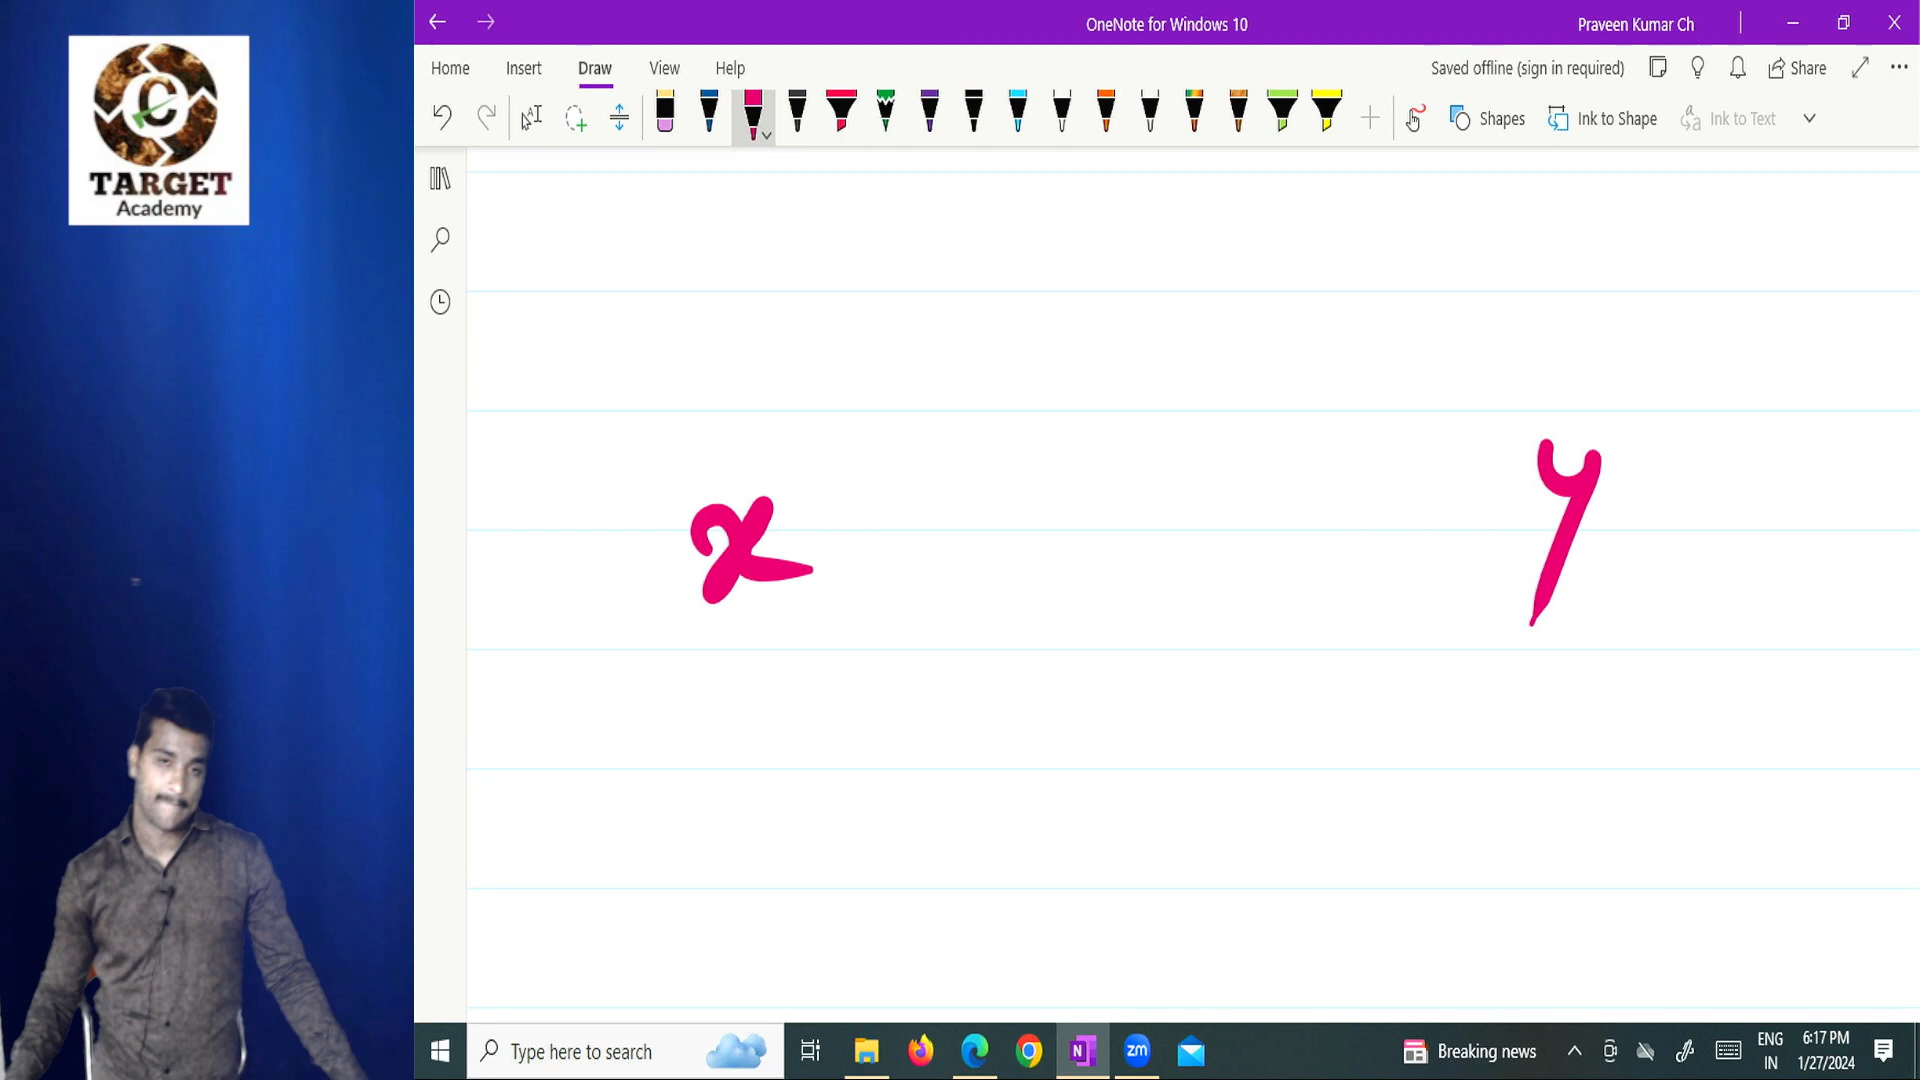 OneNote for Windows 10
Praveen Kumar Ch
TARGET
Academy
Home Insert Draw View Help
Saved offline (sign in required)
Share
Shapes
Ink to Shape
Ink to Text
x
y
Type here to search
Breaking news
ENG
IN
6:17 PM
1/27/2024
zm
N
C